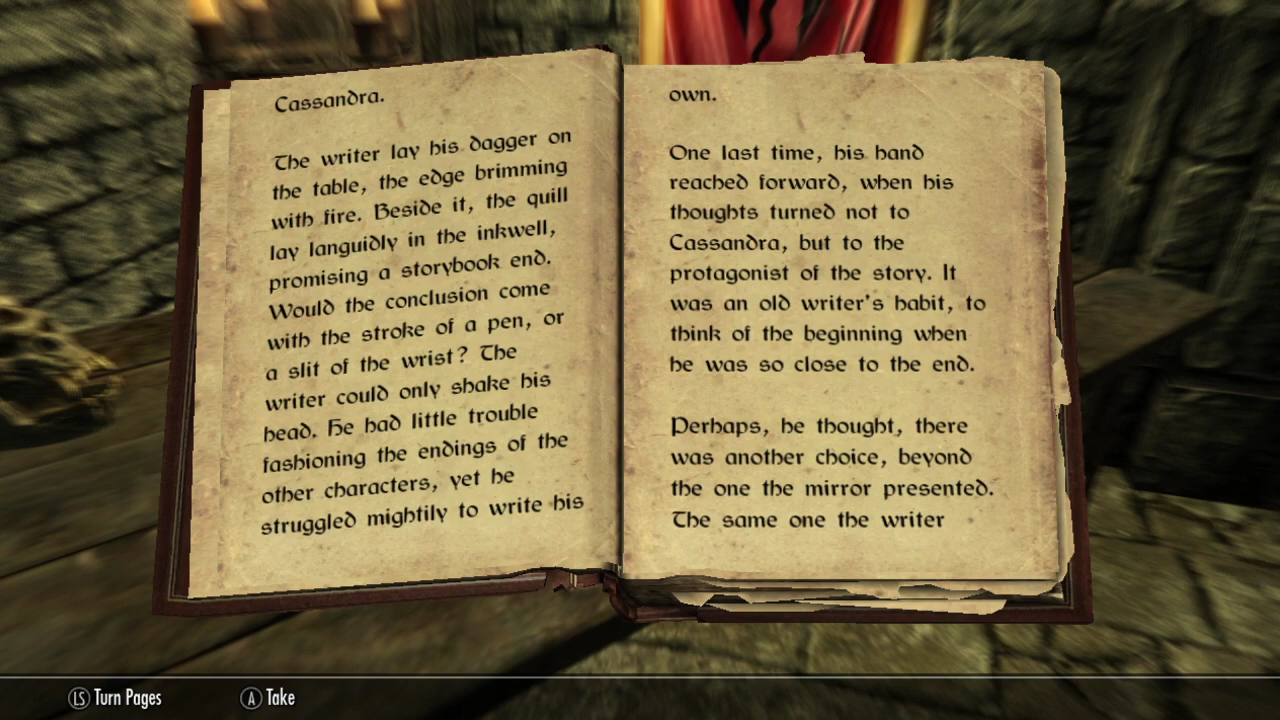 Cassandra.
The writer lay his dagger on
the table, the edge brimming
with fire. Beside it, the quill
lay languidly in the inkwell,
promising a storybook end.
Would the conclusion come
with the stroke of a pen, or
a slit of the wrist? The
writer could only shake his
head. He had little trouble
fashioning the endings of the
other characters, yet he
struggled mightily to write his
own.
One last time, his hand
reached forward, when his
thoughts turned not to
Cassandra, but to the
protagonist of the story. It
was an old writer's habit, to
think of the beginning when
he was so close to the end.
Perhaps, he thought, there
was another choice, beyond
the one the mirror presented.
The same one the writer
LS Turn Pages
A Take